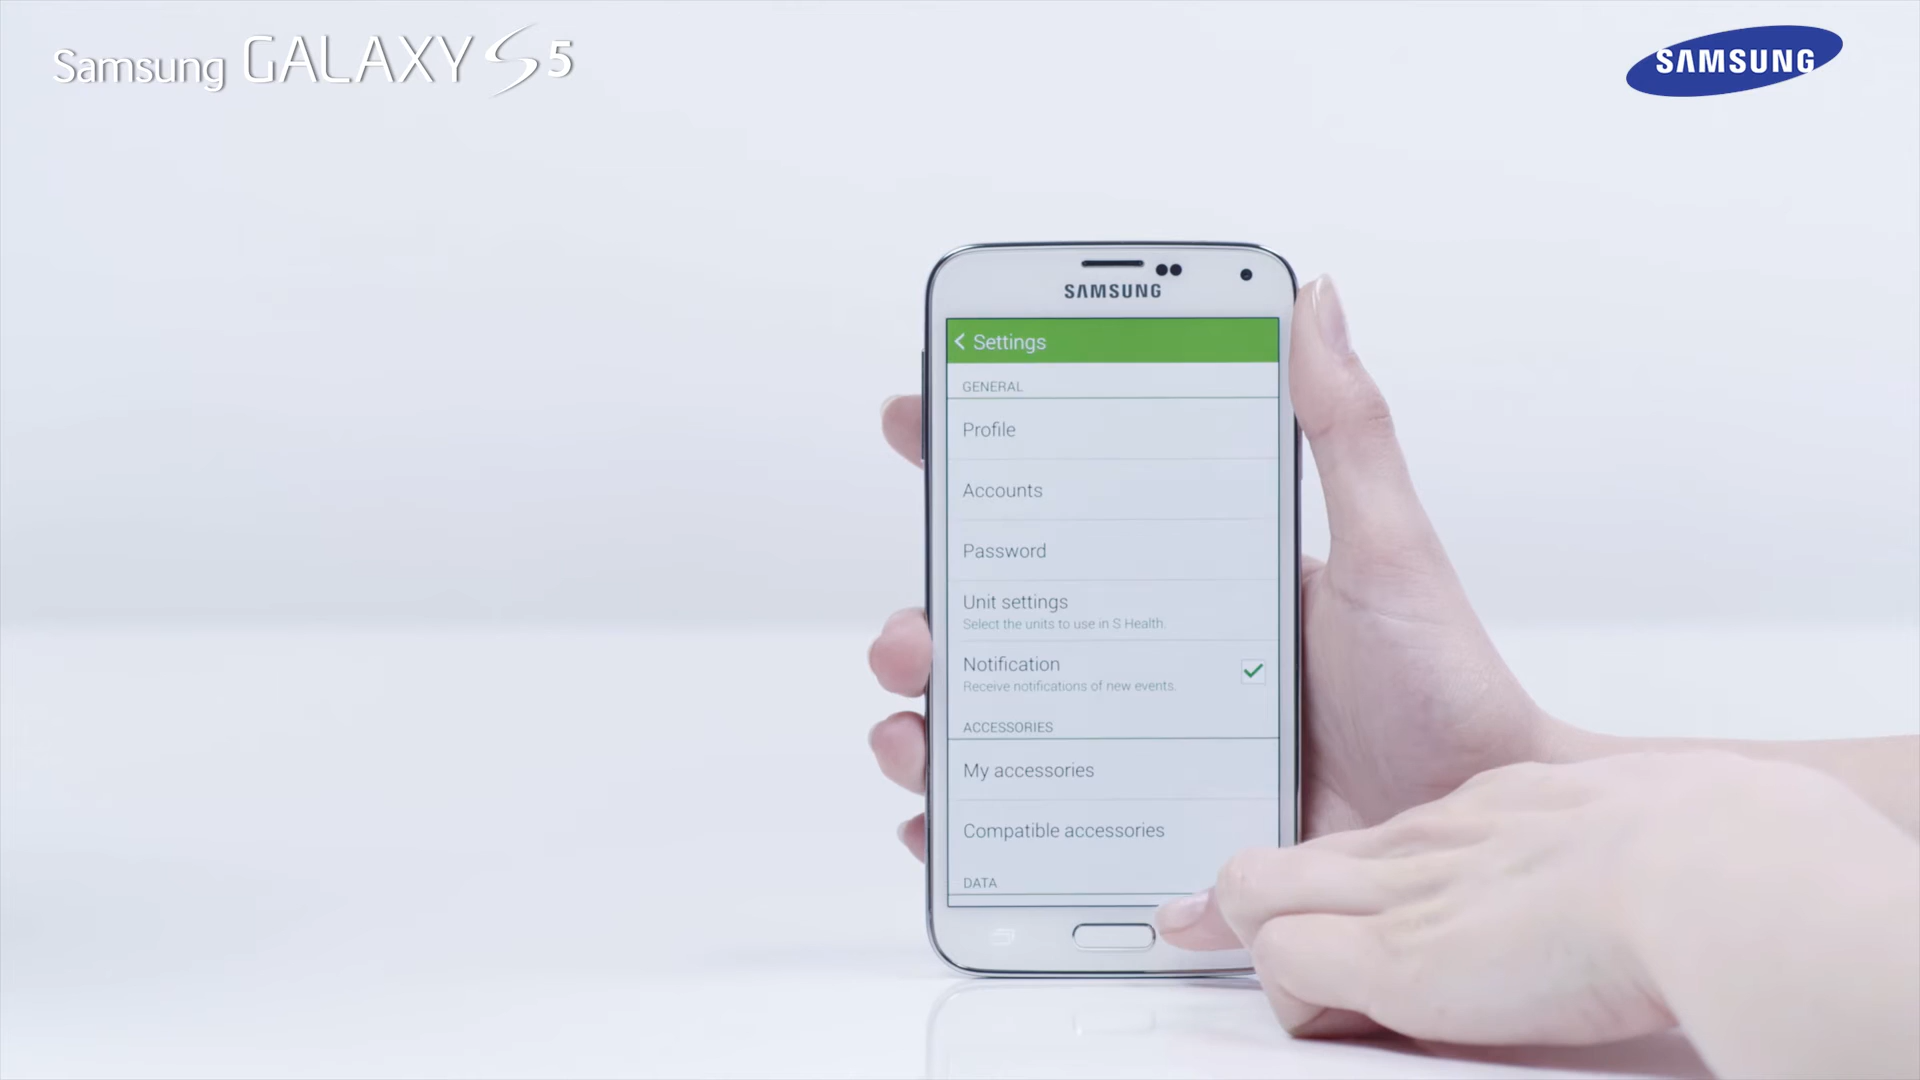 Samsung GALAXY S5
SAMSUNG
SAMSUNG
Settings
GENERAL
Profile
Accounts
Password
Unit settings
Select the units to use in S Health.
Notification
Receive notifications of new events.
ACCESSORIES
My accessories
Compatible accessories
DATA